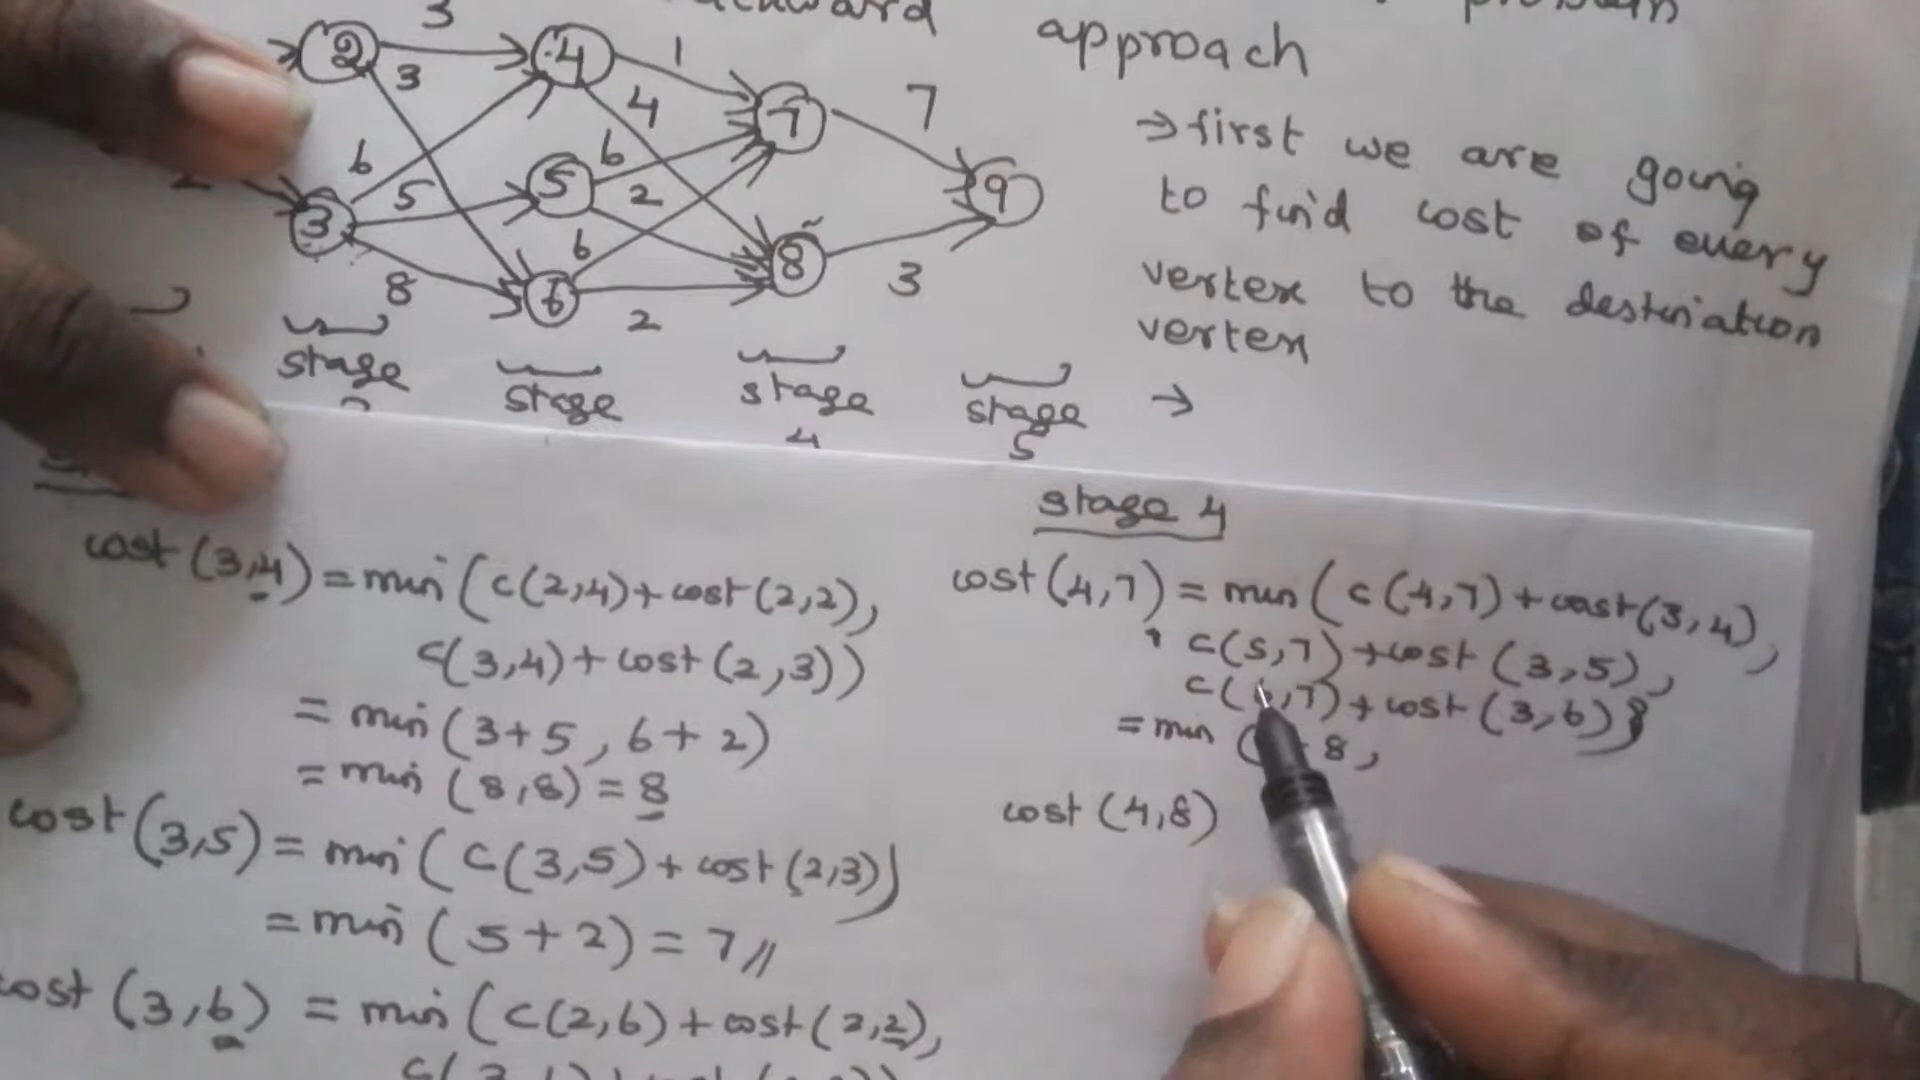 approach
3
2
3
4
1
4
7
7
→ first we are going
to find cost of every
vertex to the destination
vertex
→
6
5
6
2
5
9
3
8
6
6
2
8
3
stage
stage
stage
4
stage
5
stage 4
cost (3,4) = min (c(2,4) + cost (2,2),
c(3,4) + cost (2,3))
= min (3+5, 6+2)
= min (8,8) = 8
cost (3,5) = min (c(3,5) + cost (2,3))
= min (5+2) = 7//
cost (3,6) = min (c(2,6) + cost (2,2),
cost (4,7) = min (c(4,7) + cost (3,4),
c(5,7) + cost (3,5),
c( ,7) + cost (3,6)}
= min ( 8,
cost (4,8)